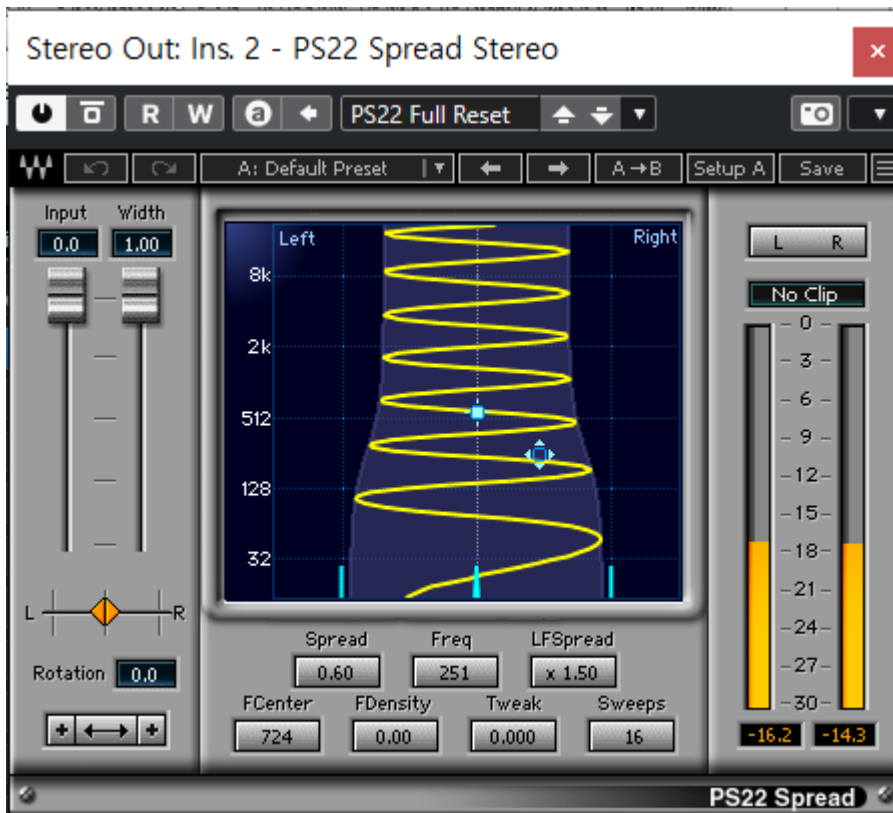 Stereo Out: Ins. 2 - PS22 Spread Stereo
R W a PS22 Full Reset
A: Default Preset A→B Setup A Save
Input Width
0.0 1.00
Left Right
8k
2k
512
128
32
L R
Rotation 0.0
Spread Freq LFSpread
0.60 251 x 1.50
FCenter FDensity Tweak Sweeps
724 0.00 0.000 16
L R
No Clip
0
3
6
9
12
15
18
21
24
27
30
-16.2 -14.3
PS22 Spread